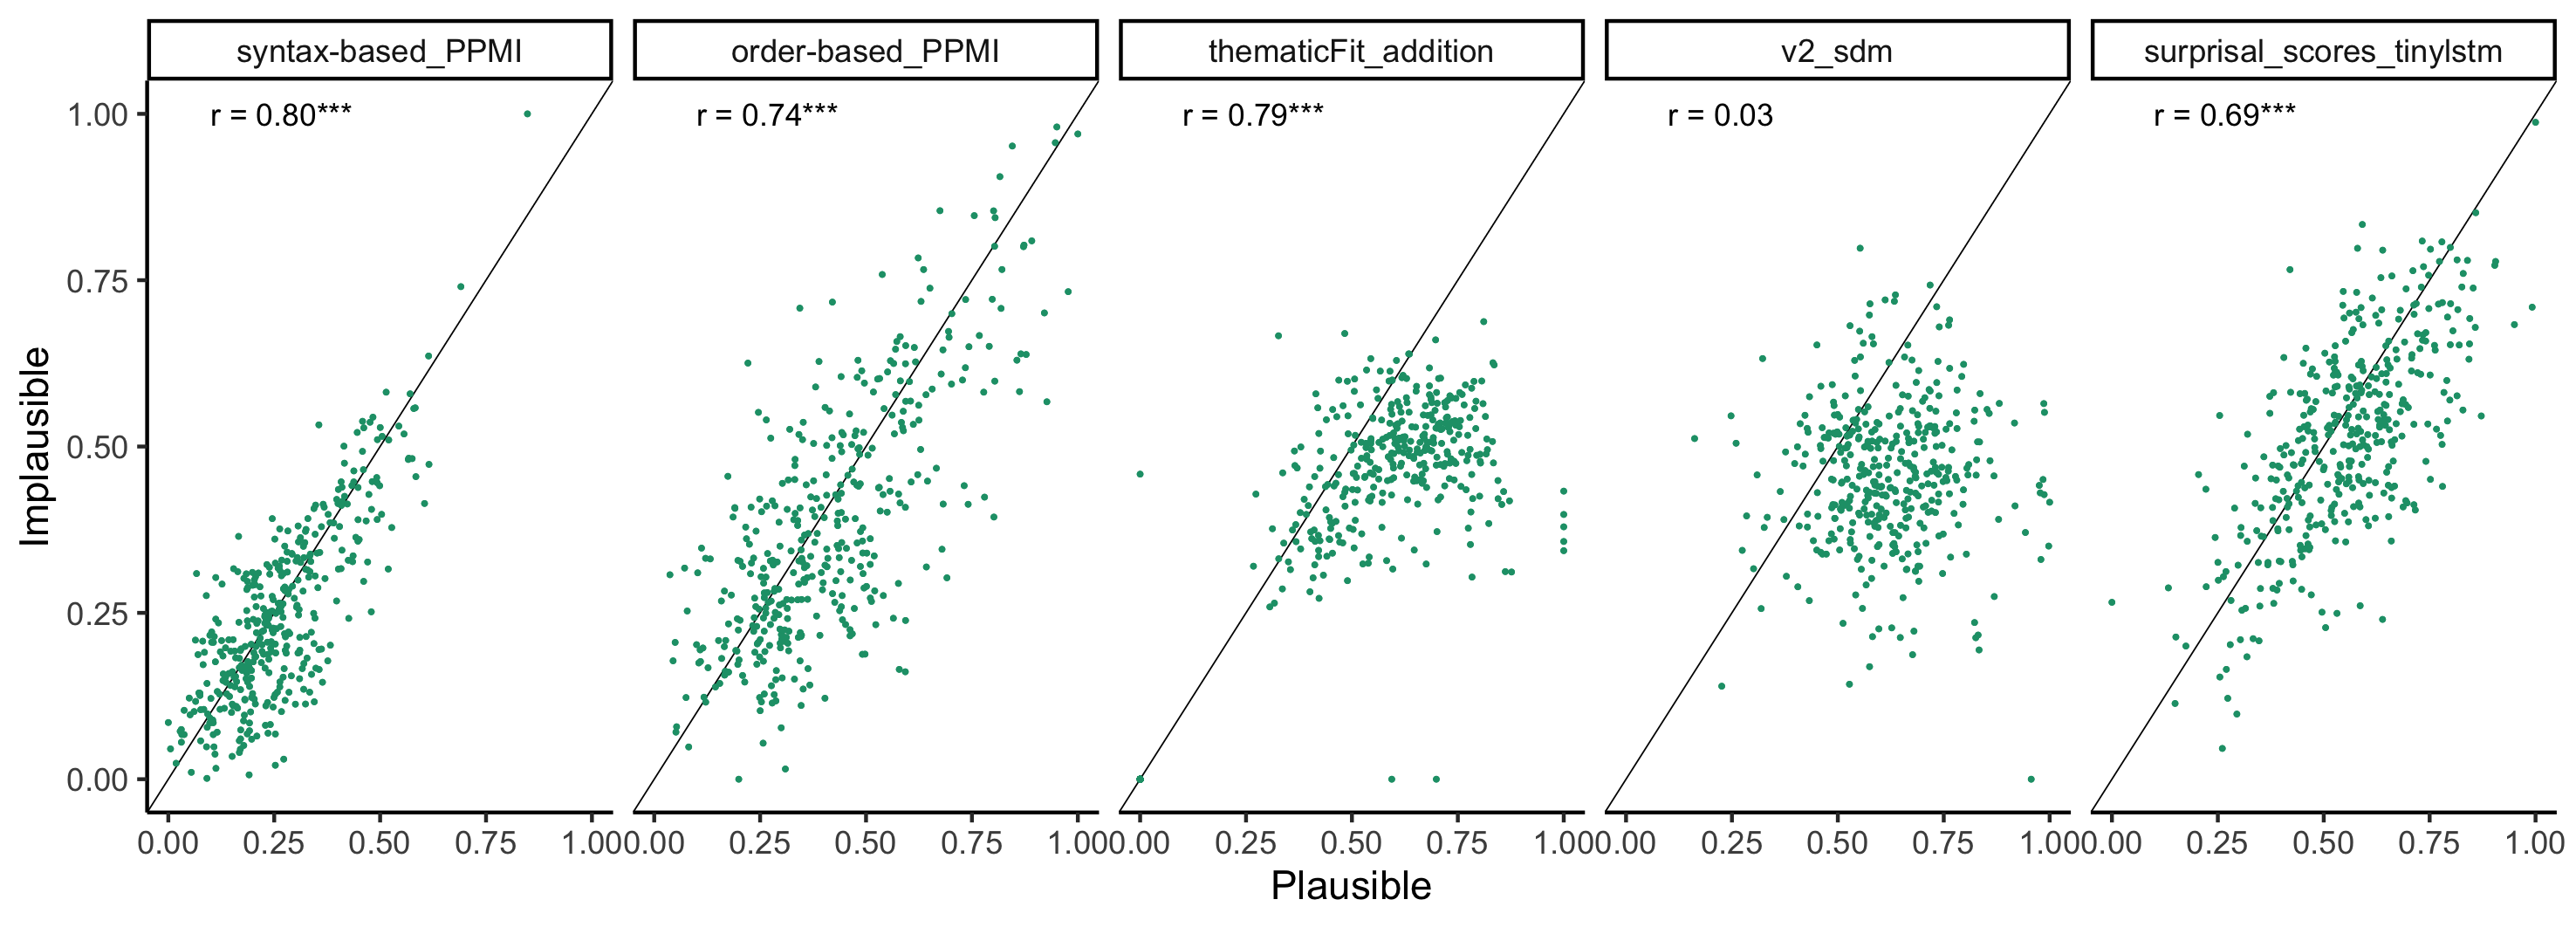 syntax-based_PPMI
order-based_PPMI
thematicFit_addition
v2_sdm
surprisal_scores_tinylstm
r = 0.80***
r = 0.74***
r = 0.79***
r = 0.03
r = 0.69***
1.00
0.75
0.50
0.25
0.00
Implausible
0.00 0.25 0.50 0.75 1.00
0.00 0.25 0.50 0.75 1.00
0.00 0.25 0.50 0.75 1.00
0.00 0.25 0.50 0.75 1.00
0.00 0.25 0.50 0.75 1.00
Plausible